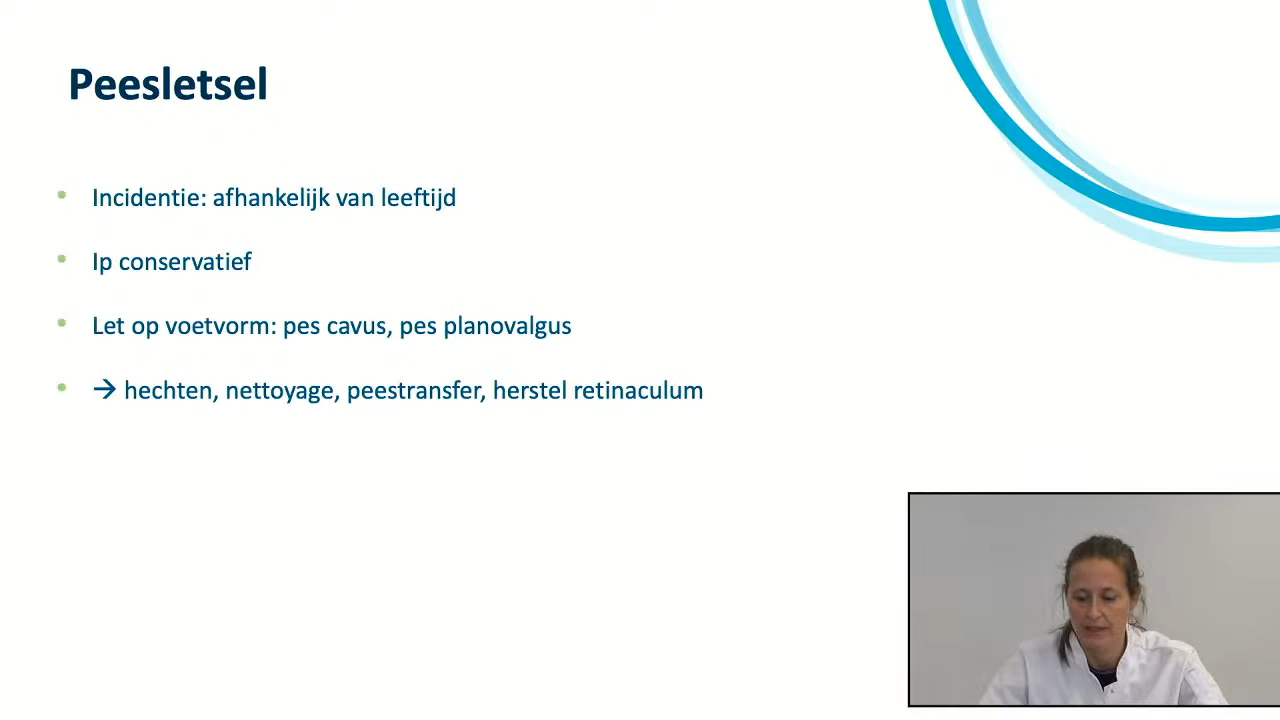 Peesletsel
• Incidentie: afhankelijk van leeftijd
• Ip conservatief
• Let op voetvorm: pes cavus, pes planovalgus
• → hechten, nettoyage, peestransfer, herstel retinaculum